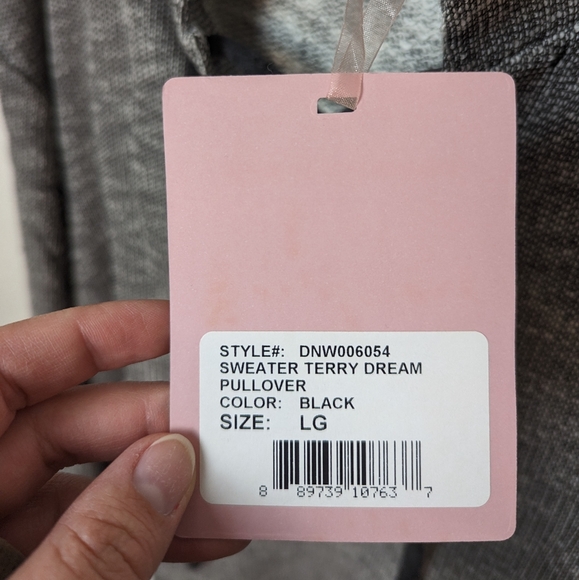 STYLE#: DNW006054
SWEATER TERRY DREAM
PULLOVER
COLOR: BLACK
SIZE: LG
8 89739 10763 7